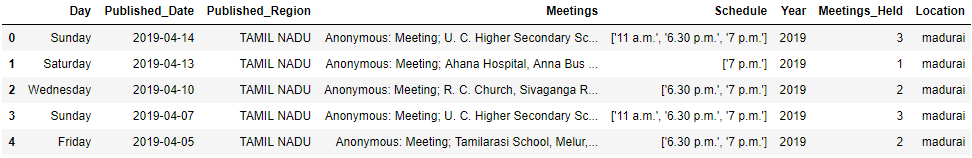 Day Published_Date Published_Region Meetings Schedule Year Meetings_Held Location
0 Sunday 2019-04-14 TAMIL NADU Anonymous: Meeting; U. C. Higher Secondary Sc... ['11 a.m.', '6.30 p.m.', '7 p.m.'] 2019 3 madurai
1 Saturday 2019-04-13 TAMIL NADU Anonymous: Meeting; Ahana Hospital, Anna Bus ... ['7 p.m.'] 2019 1 madurai
2 Wednesday 2019-04-10 TAMIL NADU Anonymous: Meeting; R. C. Church, Sivaganga R... ['6.30 p.m.', '7 p.m.'] 2019 2 madurai
3 Sunday 2019-04-07 TAMIL NADU Anonymous: Meeting; U. C. Higher Secondary Sc... ['11 a.m.', '6.30 p.m.', '7 p.m.'] 2019 3 madurai
4 Friday 2019-04-05 TAMIL NADU Anonymous: Meeting; Tamilarasi School, Melur,... ['6.30 p.m.', '7 p.m.'] 2019 2 madurai